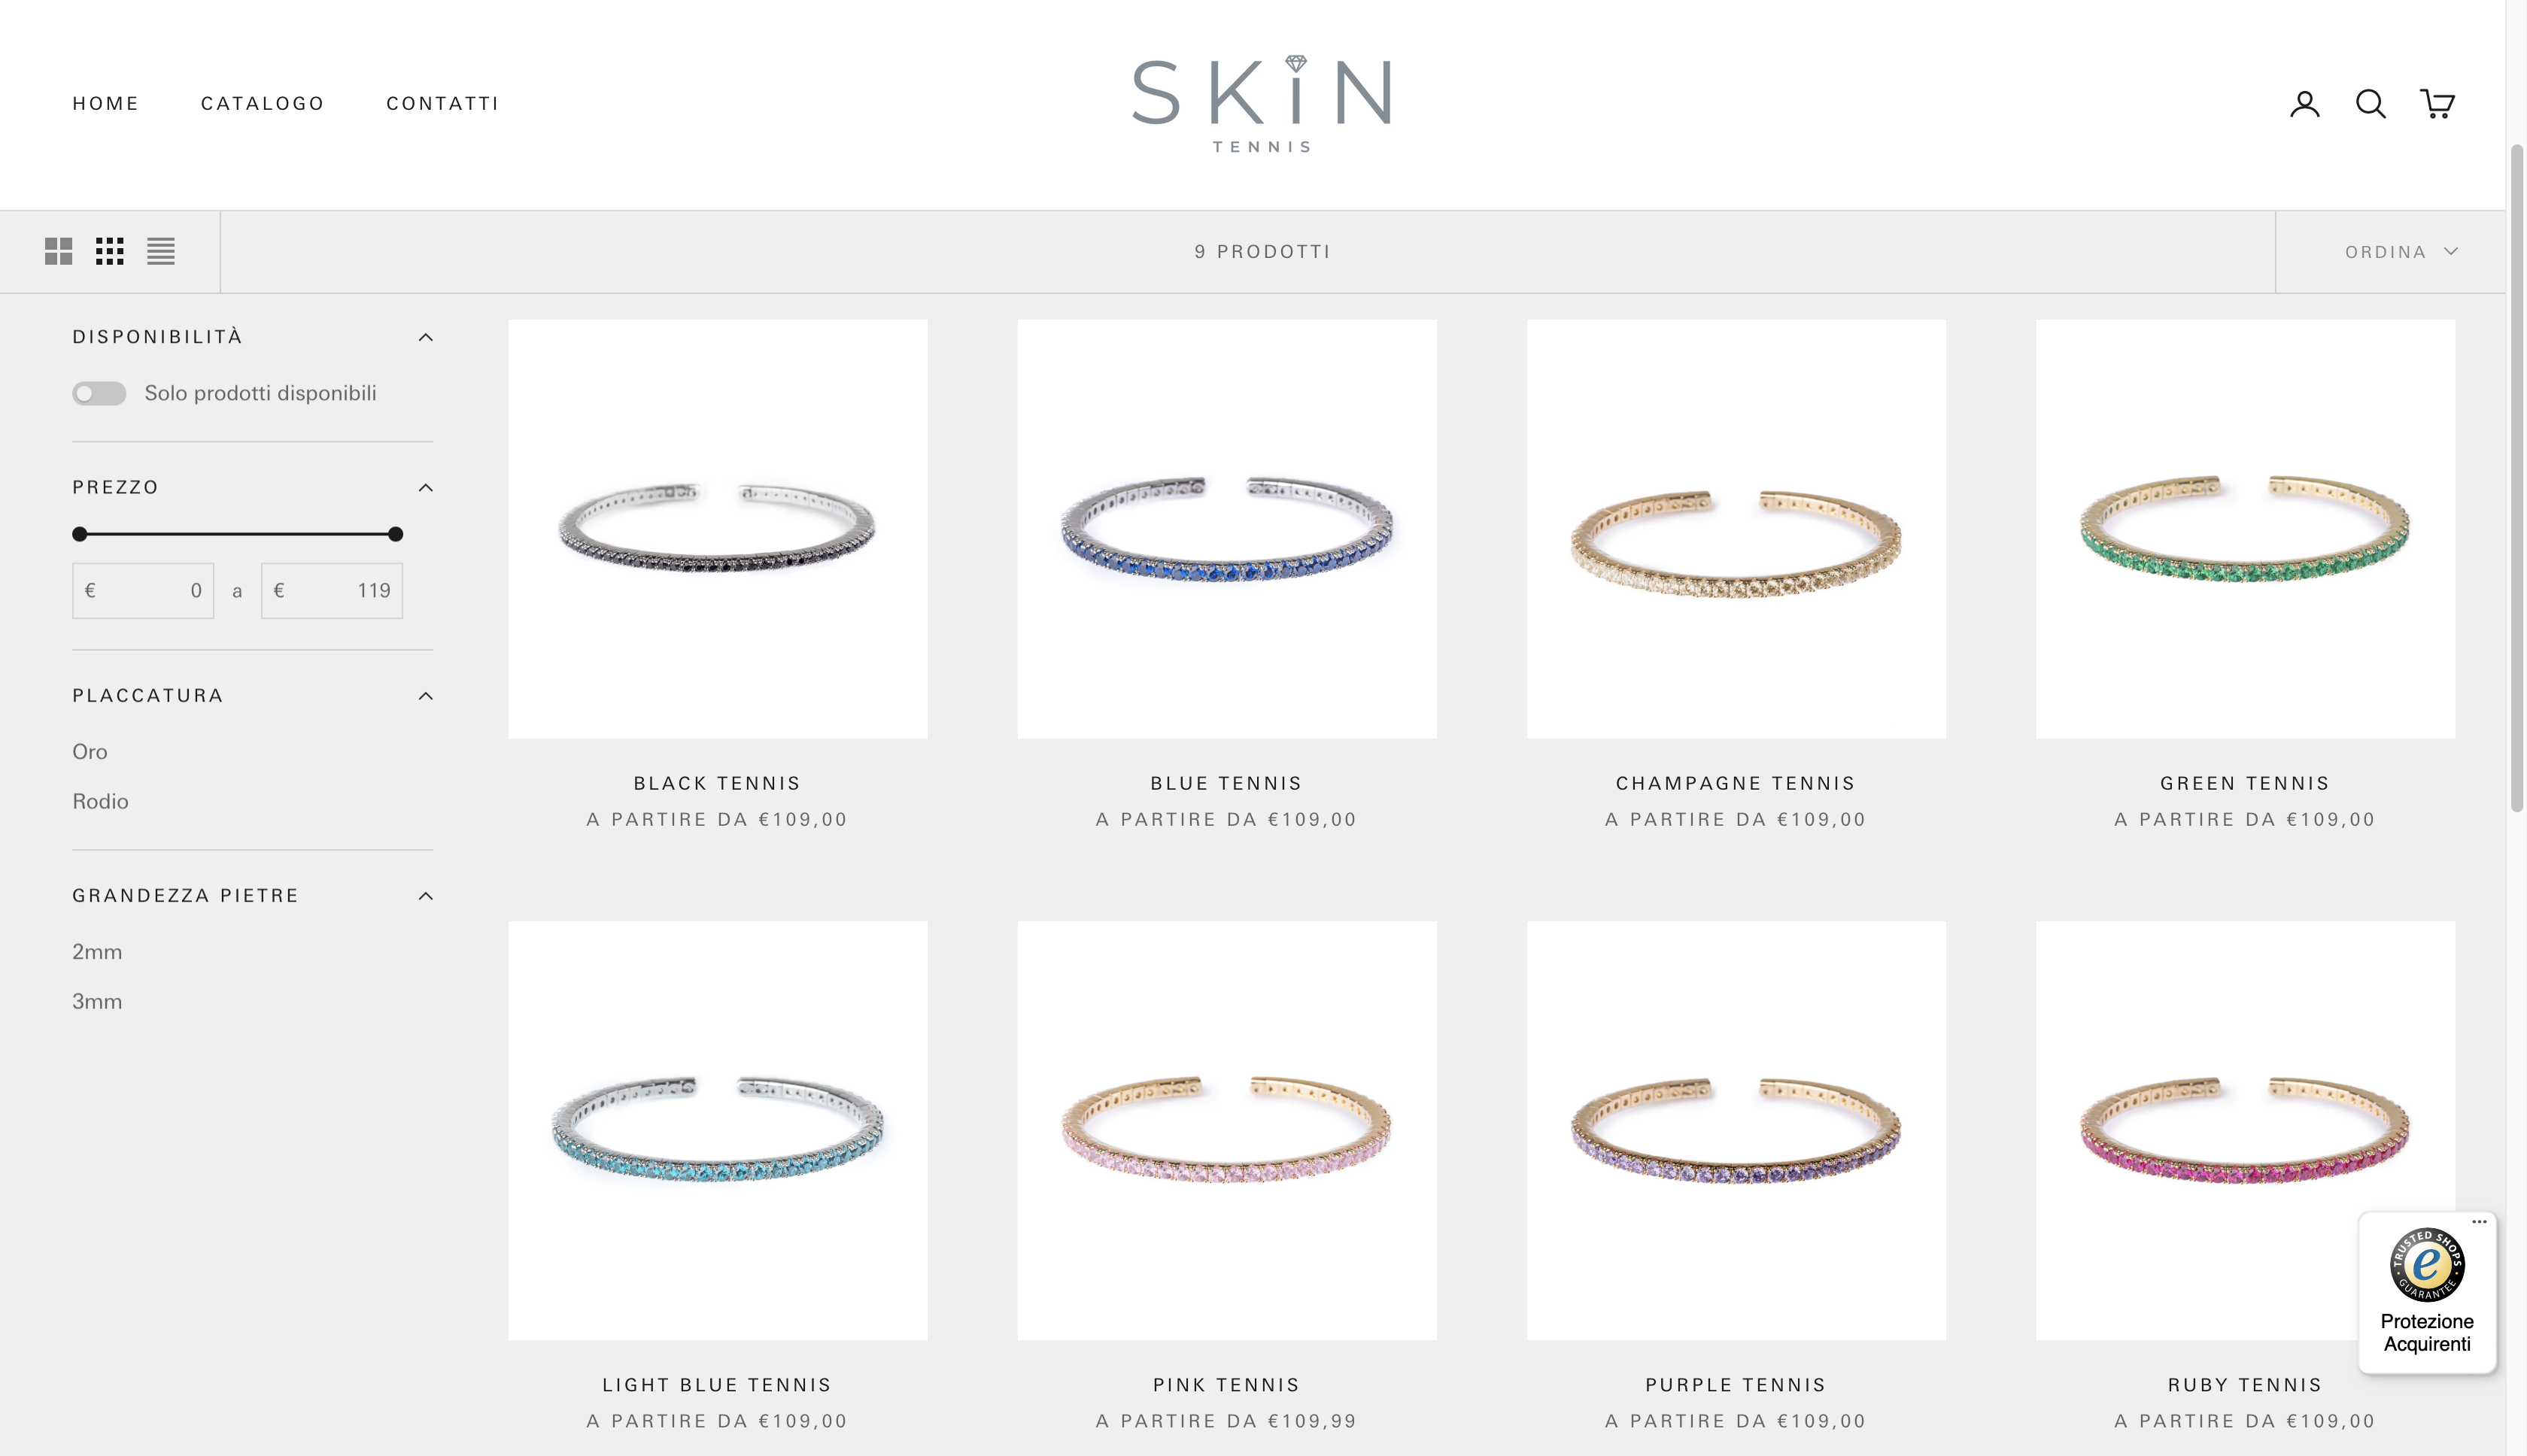 HOME CATALOGO CONTATTI
SKiN
TENNIS
9 PRODOTTI
ORDINA
DISPONIBILITÀ
Solo prodotti disponibili
PREZZO
€ 0 a € 119
PLACCATURA
Oro
Rodio
GRANDEZZA PIETRE
2mm
3mm
BLACK TENNIS
A PARTIRE DA €109,00
BLUE TENNIS
A PARTIRE DA €109,00
CHAMPAGNE TENNIS
A PARTIRE DA €109,00
GREEN TENNIS
A PARTIRE DA €109,00
LIGHT BLUE TENNIS
A PARTIRE DA €109,00
PINK TENNIS
A PARTIRE DA €109,99
PURPLE TENNIS
A PARTIRE DA €109,00
RUBY TENNIS
A PARTIRE DA €109,00
TRUSTED SHOPS
e
GUARANTEE
Protezione
Acquirenti